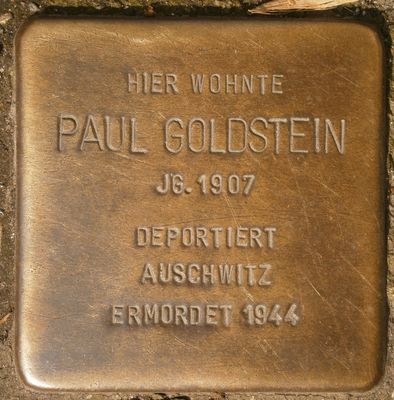 HIER WOHNTE
PAUL GOLDSTEIN
JG. 1907
DEPORTIERT
AUSCHWITZ
ERMORDET 1944